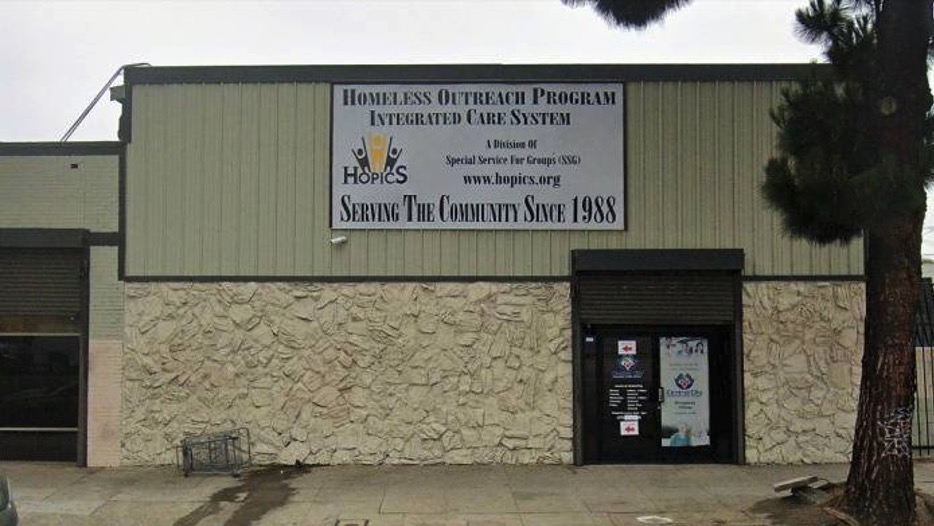 HOMELESS OUTREACH PROGRAM
INTEGRATED CARE SYSTEM
A Division Of
Special Service For Groups (SSG)
HOPICS
www.hopics.org
SERVING THE COMMUNITY SINCE 1988